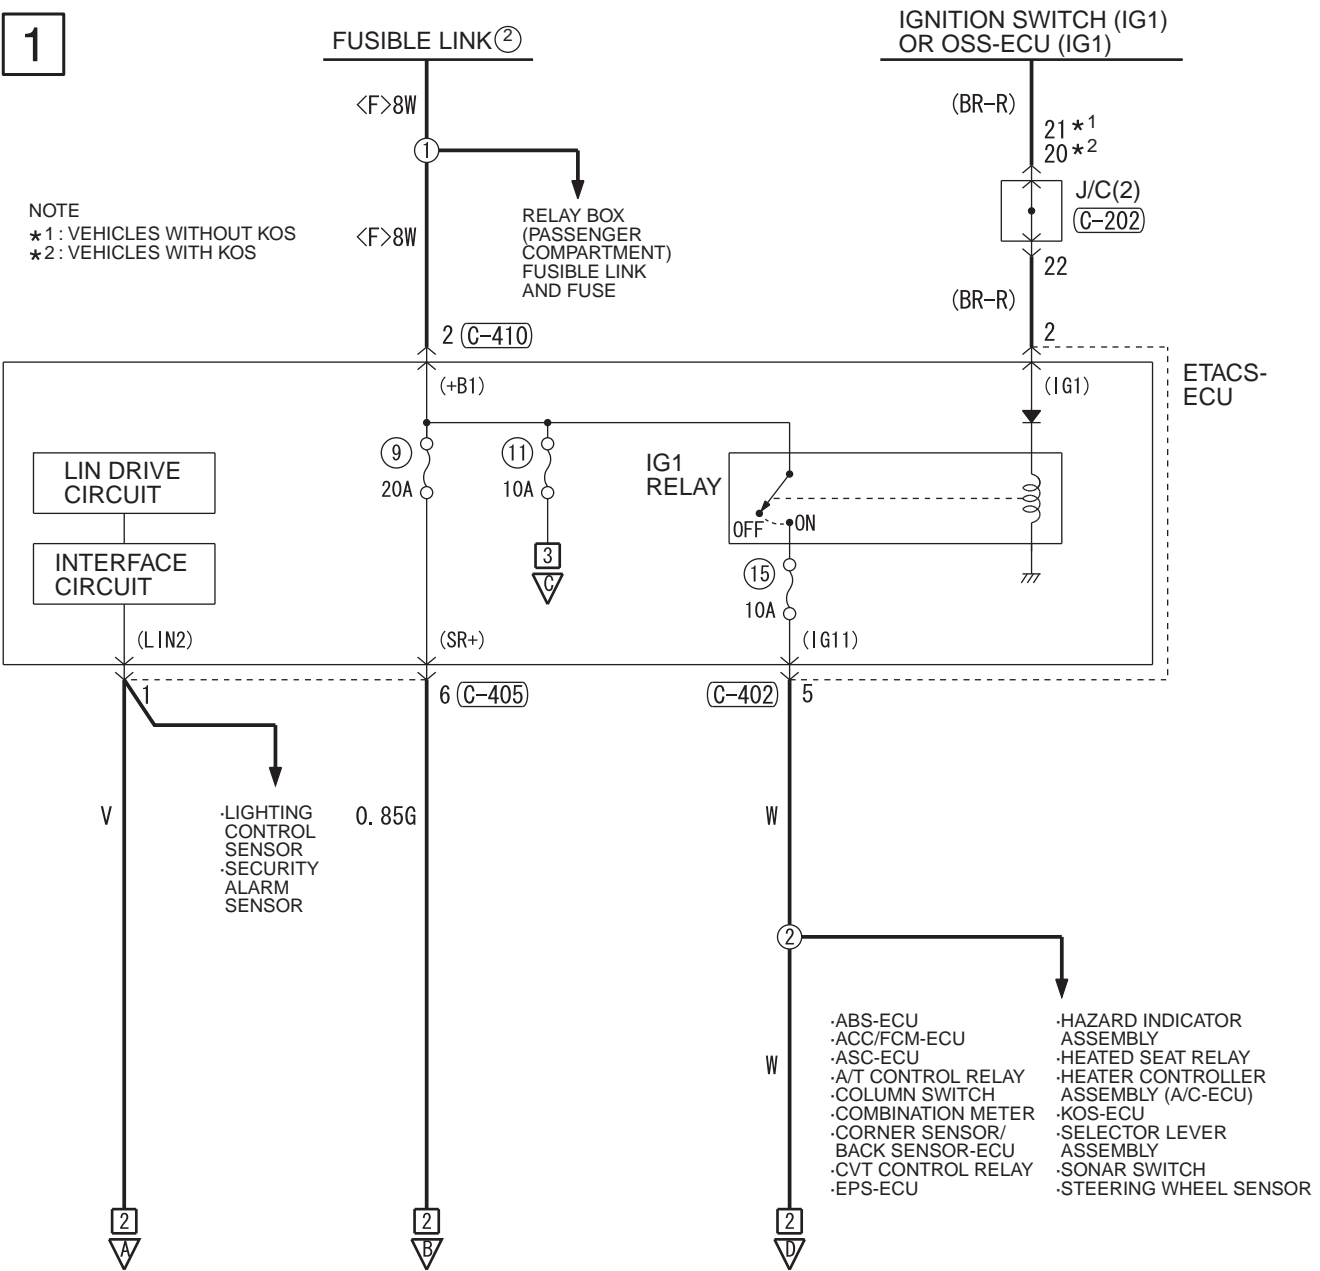 1
FUSIBLE LINK②
IGNITION SWITCH (IG1)
OR OSS-ECU (IG1)
<F>8W
(BR-R)
21*1
20*2
①
J/C(2)
(C-202)
NOTE
*1: VEHICLES WITHOUT KOS
*2: VEHICLES WITH KOS
<F>8W
RELAY BOX
(PASSENGER
COMPARTMENT)
FUSIBLE LINK
AND FUSE
22
(BR-R)
2 (C-410)
2
(+B1)
(IG1)
ETACS-
ECU
LIN DRIVE
CIRCUIT
INTERFACE
CIRCUIT
⑨
20A
⑪
10A
IG1
RELAY
OFF
ON
3
C
⑮
10A
(LIN2)
(SR+)
(IG11)
1
6 (C-405)
(C-402) 5
V
·LIGHTING
CONTROL
SENSOR
·SECURITY
ALARM
SENSOR
0.85G
W
②
W
·ABS-ECU
·ACC/FCM-ECU
·ASC-ECU
·A/T CONTROL RELAY
·COLUMN SWITCH
·COMBINATION METER
·CORNER SENSOR/
BACK SENSOR-ECU
·CVT CONTROL RELAY
·EPS-ECU
·HAZARD INDICATOR
ASSEMBLY
·HEATED SEAT RELAY
·HEATER CONTROLLER
ASSEMBLY (A/C-ECU)
·KOS-ECU
·SELECTOR LEVER
ASSEMBLY
·SONAR SWITCH
·STEERING WHEEL SENSOR
2
A
2
B
2
D